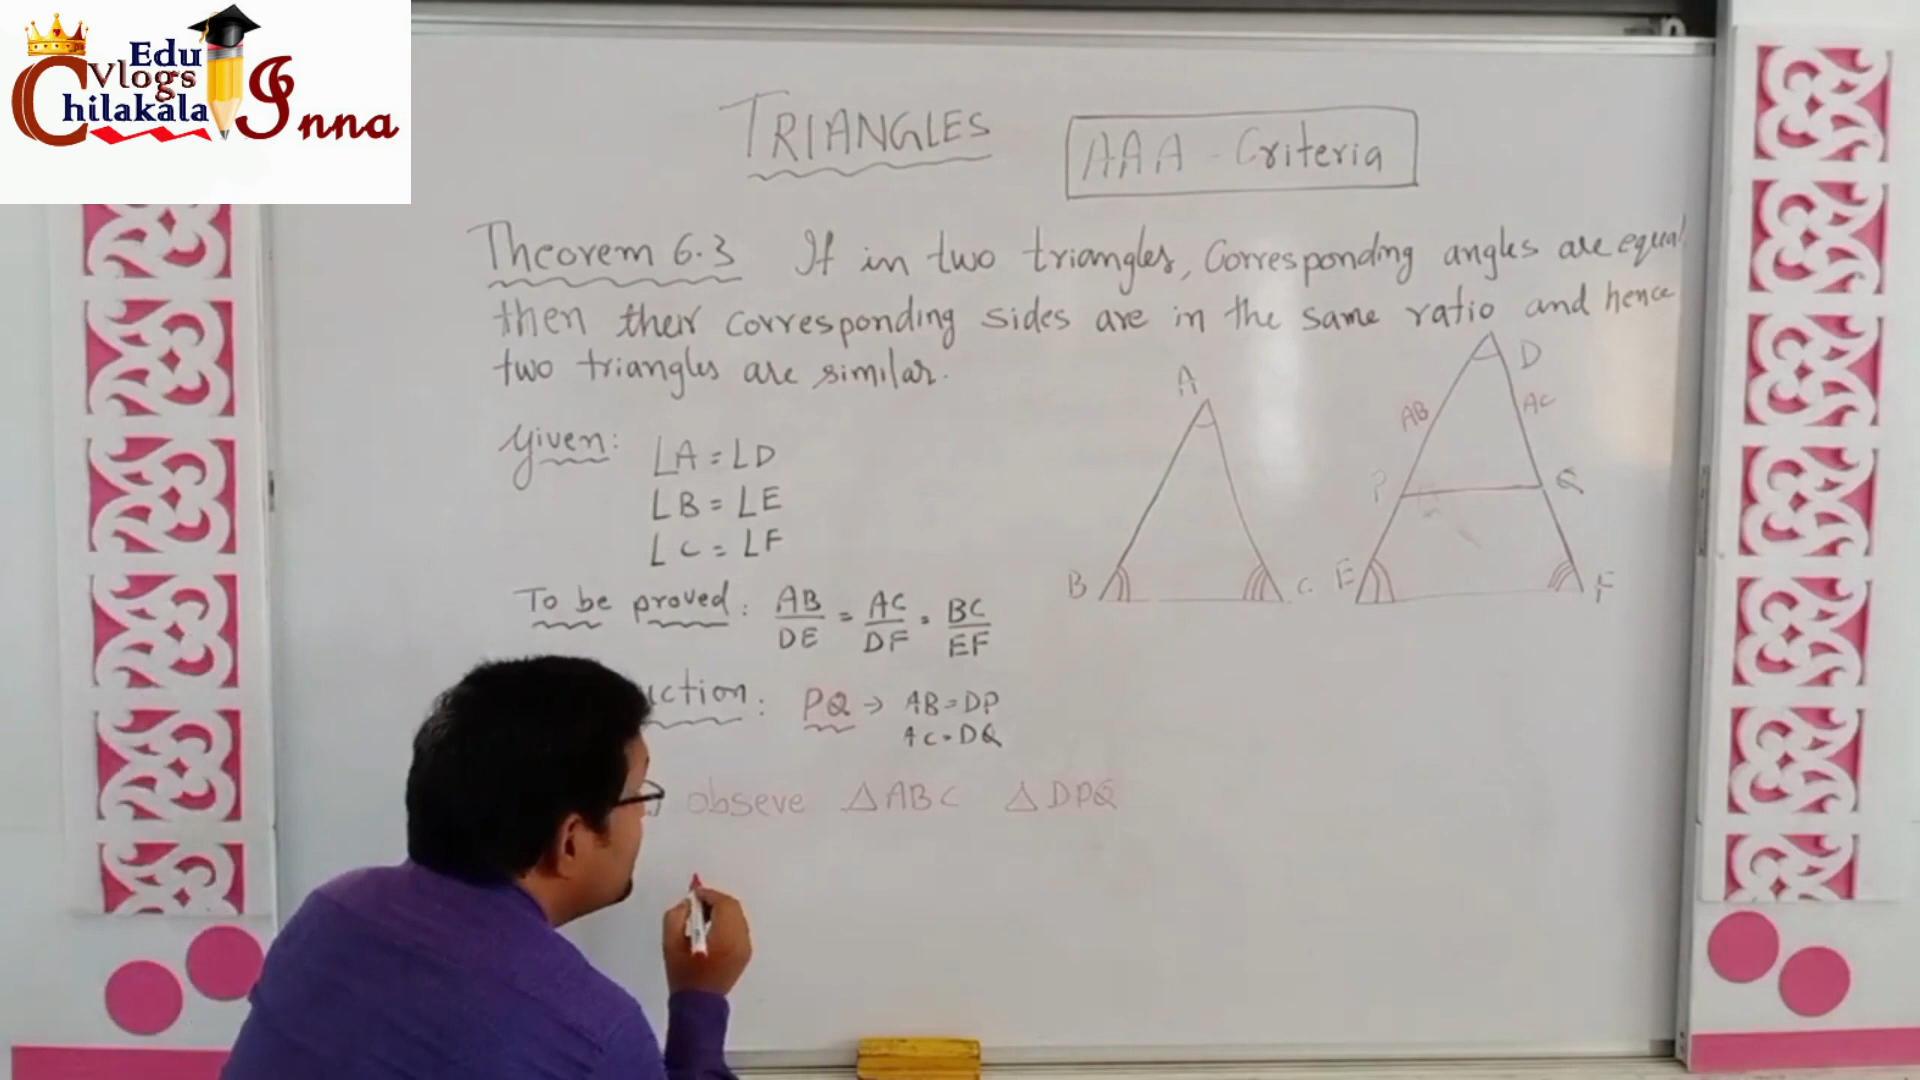 Edu
Vlogs
Chilakala Inna
TRIANGLES
AAA - Criteria
Theorem 6.3 If in two triangles, Corresponding angles are equal
then their corresponding sides are in the same ratio and hence
two triangles are similar.
Given: ∠A = ∠D
∠B = ∠E
∠C = ∠F
To be proved: AB/DE = AC/DF = BC/EF
uction: PQ → AB = DP
AC = DQ
obseve △ABC △DPQ
A
B
C
D
AB
AC
P
Q
E
F